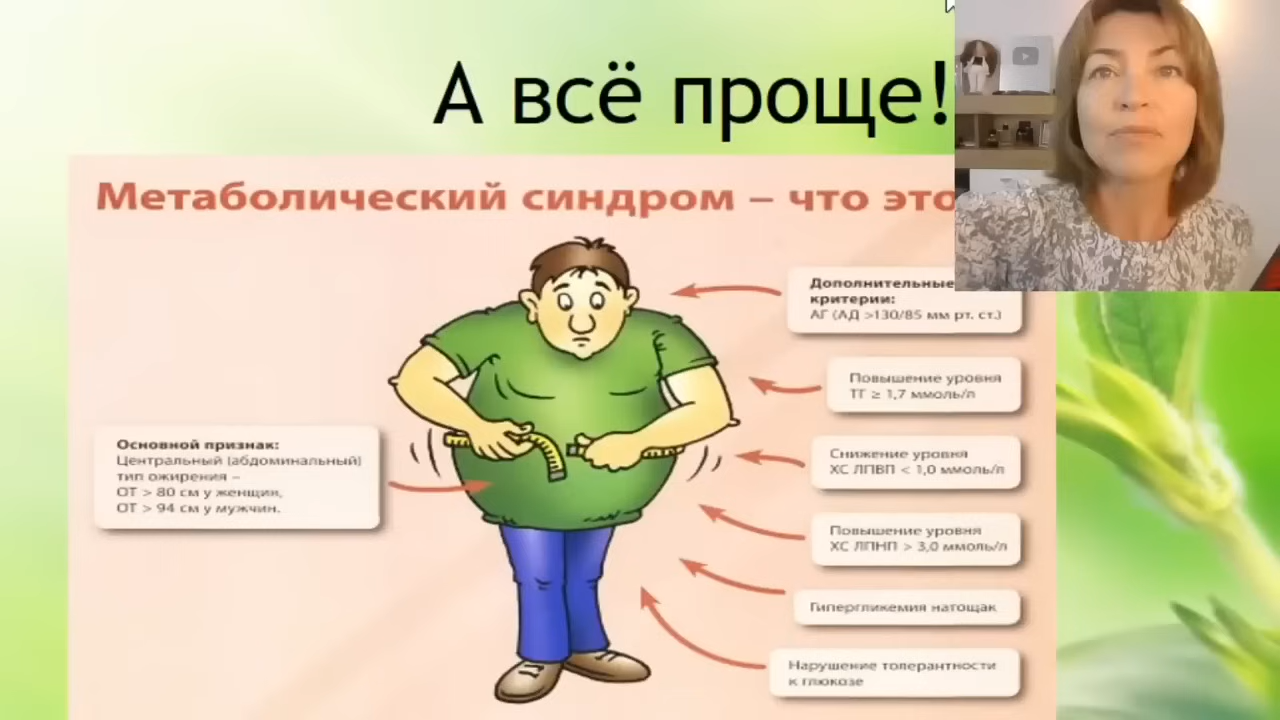 А всё проще!
Метаболический синдром – что это
Дополнительные
критерии:
АГ (АД >130/85 мм рт. ст.)
Повышение уровня
ТГ ≥ 1,7 ммоль/л
Основной признак:
Центральный (абдоминальный)
тип ожирения –
ОТ > 80 см у женщин,
ОТ > 94 см у мужчин.
Снижение уровня
ХС ЛПВП < 1,0 ммоль/л
Повышение уровня
ХС ЛПНП > 3,0 ммоль/л
Гипергликемия натощак
Нарушение толерантности
к глюкозе